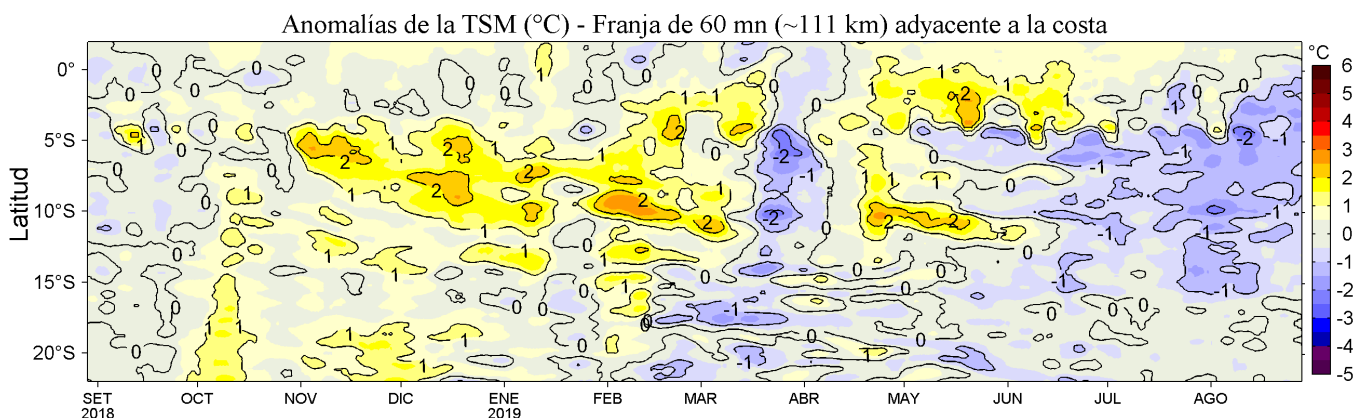 Anomalías de la TSM (°C) - Franja de 60 mn (~111 km) adyacente a la costa
°C
Latitud
0°
5°S
10°S
15°S
20°S
6
5
4
3
2
1
0
-1
-2
-3
-4
-5
SET OCT NOV DIC ENE FEB MAR ABR MAY JUN JUL AGO
2018 2019